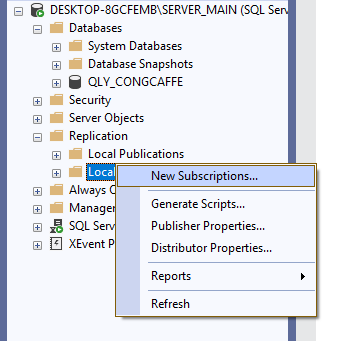 DESKTOP-8GCFEMB\SERVER_MAIN (SQL Serv
Databases
System Databases
Database Snapshots
QLY_CONGCAFFE
Security
Server Objects
Replication
Local Publications
Local
New Subscriptions...
Always O
Generate Scripts...
Manager
Publisher Properties...
SQL Serv
Distributor Properties...
XEvent P
Reports
Refresh